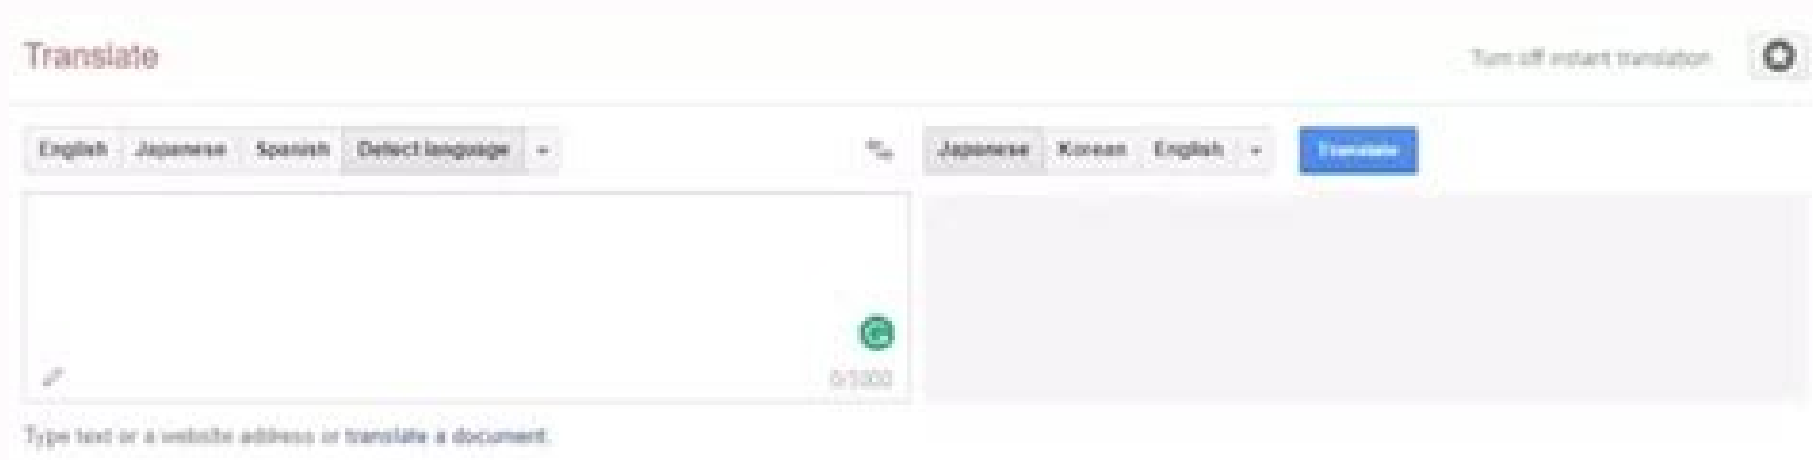 Translate
Turn off instant translation
English Japanese Spanish Detect language
Japanese Korean English Translate
0/5000
Type text or a website address or translate a document.